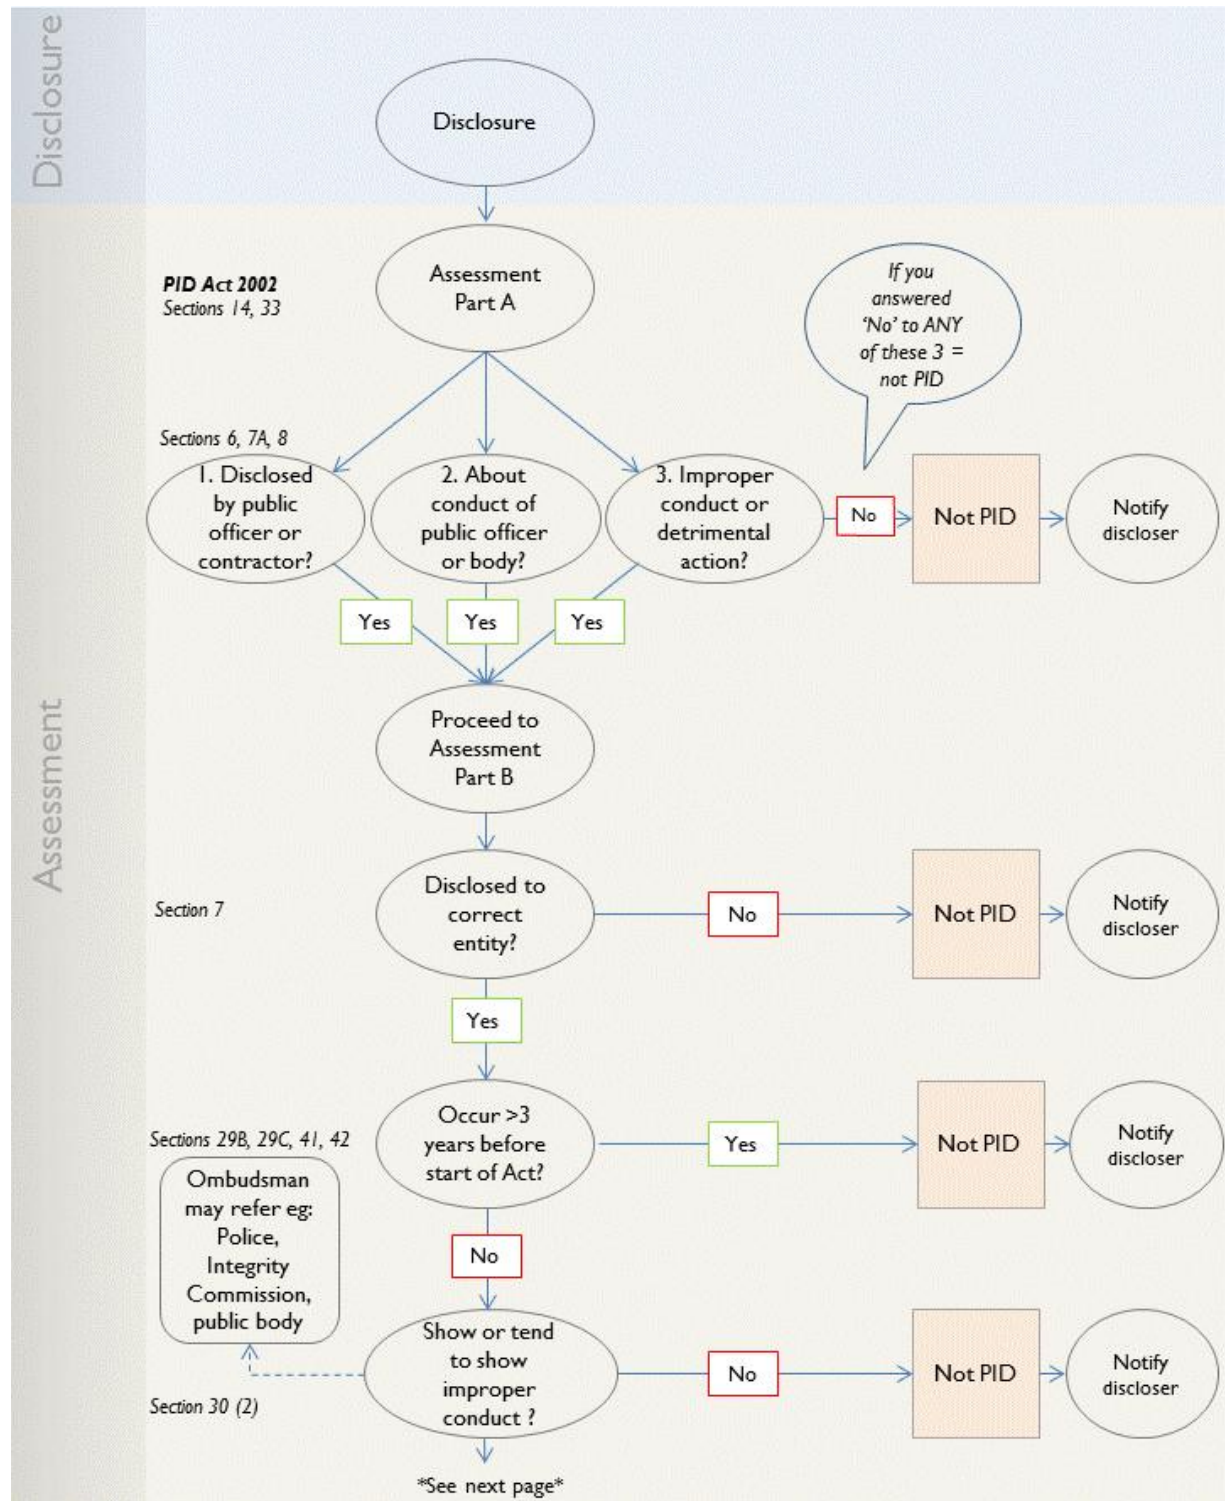 Disclosure
Disclosure
Assessment
Assessment
Part A
PID Act 2002
Sections 14, 33
If you
answered
‘No’ to ANY
of these 3 =
not PID
Sections 6, 7A, 8
1. Disclosed
by public
officer or
contractor?
2. About
conduct of
public officer
or body?
3. Improper
conduct or
detrimental
action?
No
Not PID
Notify
discloser
Yes
Yes
Yes
Proceed to
Assessment
Part B
Section 7
Disclosed to
correct
entity?
No
Not PID
Notify
discloser
Yes
Sections 29B, 29C, 41, 42
Occur >3
years before
start of Act?
Yes
Not PID
Notify
discloser
Ombudsman
may refer eg:
Police,
Integrity
Commission,
public body
No
Show or tend
to show
improper
conduct ?
No
Not PID
Notify
discloser
Section 30 (2)
*See next page*